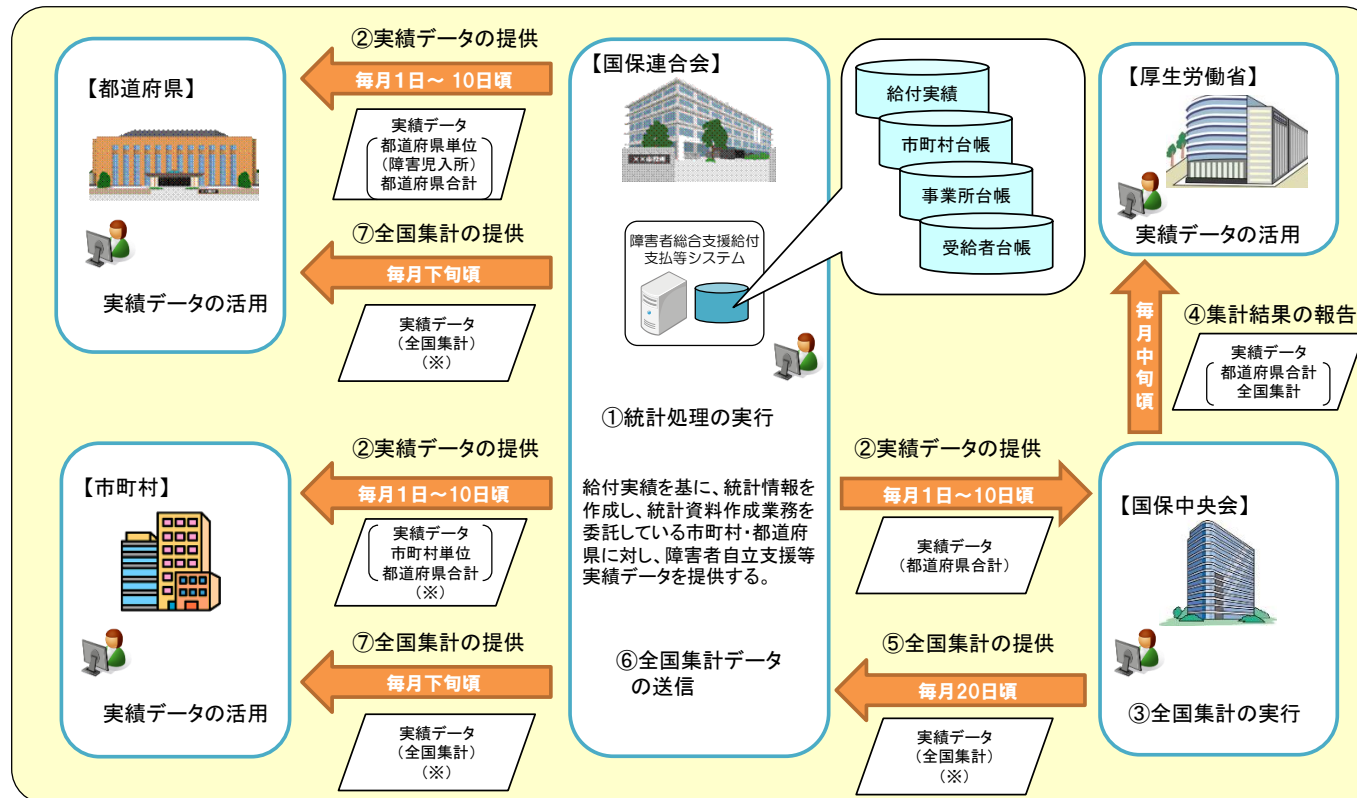 ②実績データの提供
毎月1日～10日頃
【都道府県】
実績データ
都道府県単位
(障害児入所)
都道府県合計
⑦全国集計の提供
毎月下旬頃
実績データの活用
実績データ
(全国集計)
(※)
【国保連合会】
××会館
障害者総合支援給付
支払等システム
①統計処理の実行
給付実績を基に、統計情報を
作成し、統計資料作成業務を
委託している市町村・都道府
県に対し、障害者自立支援等
実績データを提供する。
⑥全国集計データ
の送信
給付実績
市町村台帳
事業所台帳
受給者台帳
【厚生労働省】
実績データの活用
毎月中旬頃
④集計結果の報告
実績データ
都道府県合計
全国集計
②実績データの提供
毎月1日～10日頃
【市町村】
実績データ
市町村単位
都道府県合計
(※)
⑦全国集計の提供
毎月下旬頃
実績データの活用
実績データ
(全国集計)
(※)
②実績データの提供
毎月1日～10日頃
実績データ
(都道府県合計)
【国保中央会】
③全国集計の実行
⑤全国集計の提供
毎月20日頃
実績データ
(全国集計)
(※)